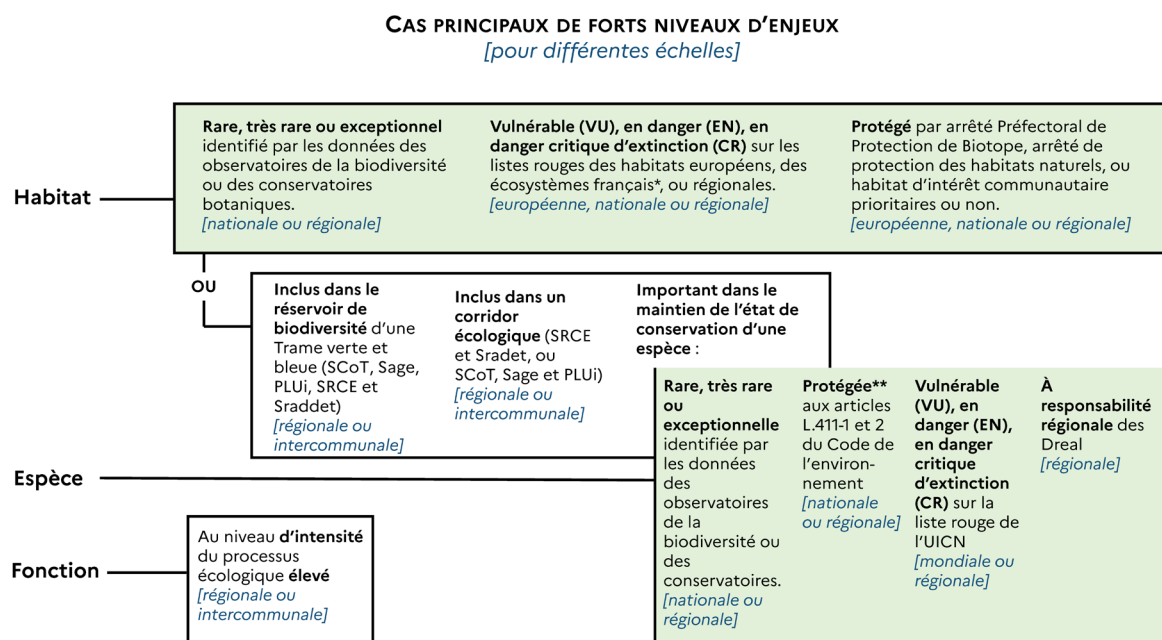 CAS PRINCIPAUX DE FORTS NIVEAUX D'ENJEUX
[pour différentes échelles]
Habitat
Rare, très rare ou exceptionnel
identifié par les données des
observatoires de la biodiversité
ou des conservatoires
botaniques.
[nationale ou régionale]
Vulnérable (VU), en danger (EN), en
danger critique d'extinction (CR) sur les
listes rouges des habitats européens, des
écosystèmes français*, ou régionales.
[européenne, nationale ou régionale]
Protégé par arrêté Préfectoral de
Protection de Biotope, arrêté de
protection des habitats naturels, ou
habitat d'intérêt communautaire
prioritaires ou non.
[européenne, nationale ou régionale]
OU
Inclus dans le
réservoir de
biodiversité d'une
Trame verte et
bleue (SCoT, Sage,
PLUi, SRCE et
Sraddet)
[régionale ou
intercommunale]
Inclus dans un
corridor
écologique (SRCE
et Sradet, ou
SCoT, Sage et PLUi)
[régionale ou
intercommunale]
Important dans le
maintien de l'état de
conservation d'une
espèce :
Espèce
Rare, très rare
ou
exceptionnelle
identifiée par
les données
des
observatoires
de la
biodiversité ou
des
conservatoires.
[nationale ou
régionale]
Protégée**
aux articles
L.411-1 et 2
du Code de
l'environ-
nement
[nationale
ou régionale]
Vulnérable
(VU), en
danger (EN),
en danger
critique
d'extinction
(CR) sur la
liste rouge de
l'UICN
[mondiale ou
régionale]
À
responsabilité
régionale des
Dreal
[régionale]
Fonction
Au niveau d'intensité
du processus
écologique élevé
[régionale ou
intercommunale]